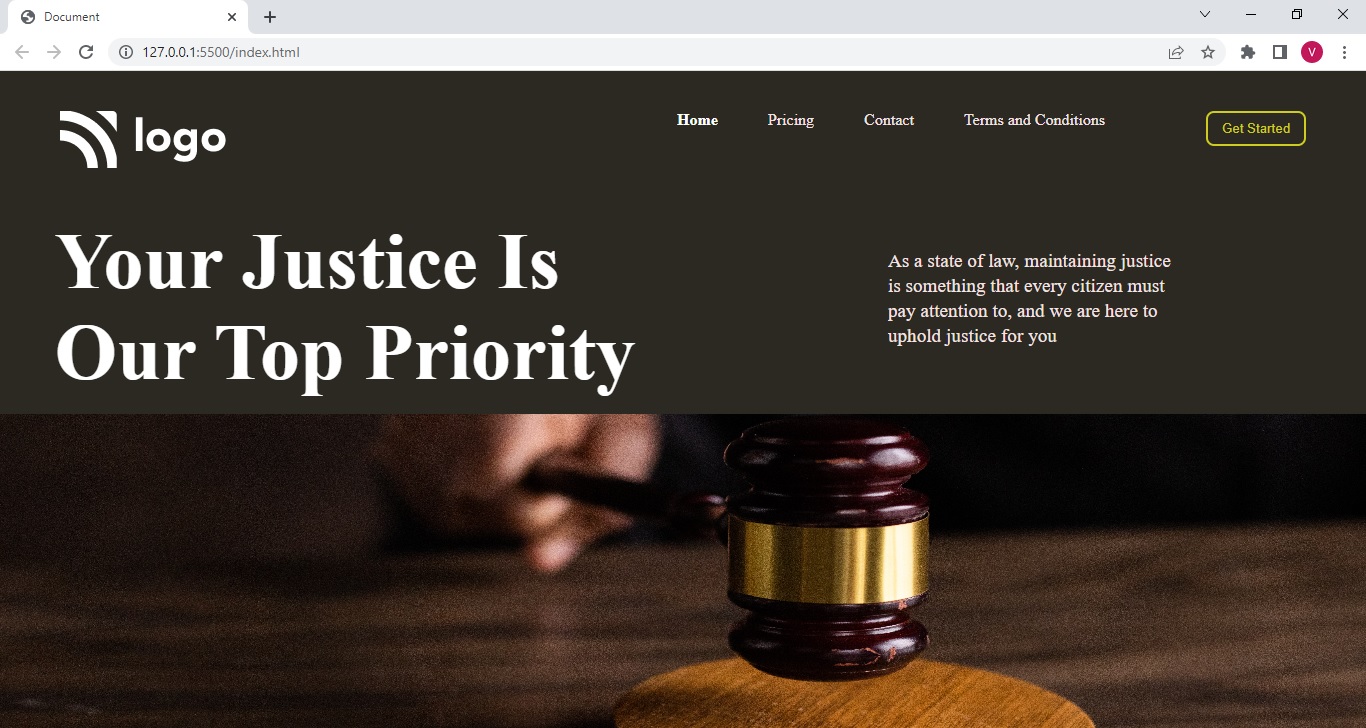 Document
127.0.0.1:5500/index.html
V
logo
Home Pricing Contact Terms and Conditions Get Started
Your Justice Is
Our Top Priority
As a state of law, maintaining justice
is something that every citizen must
pay attention to, and we are here to
uphold justice for you